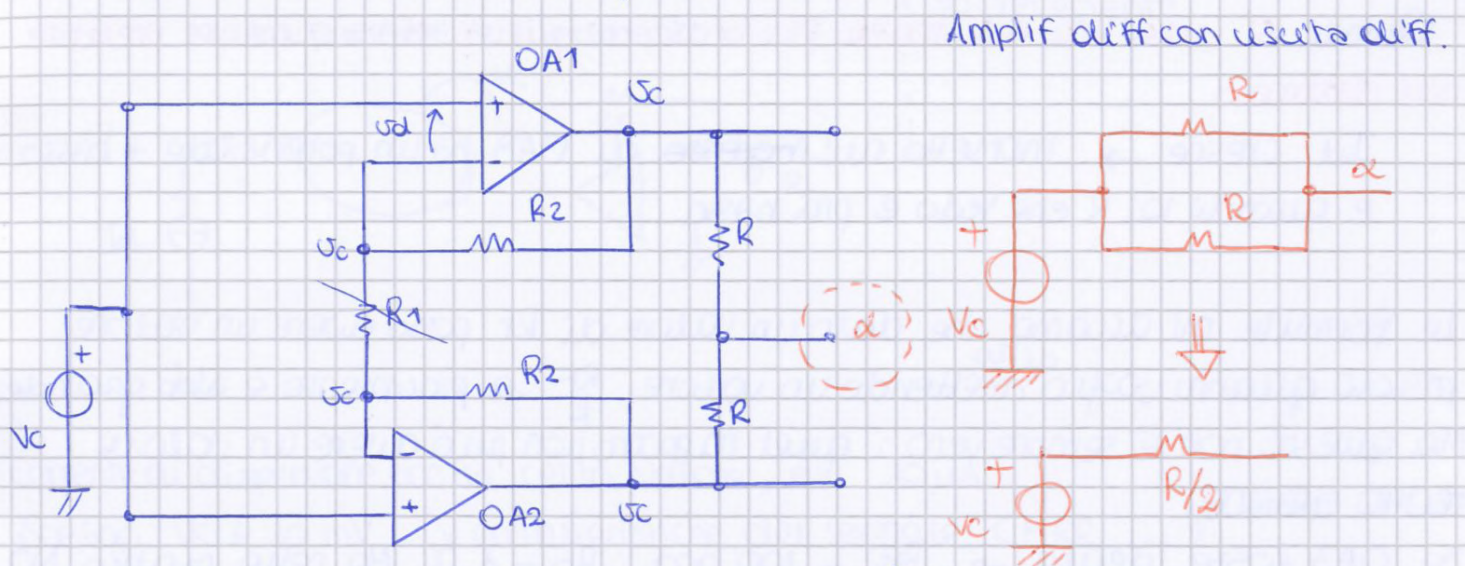 Amplif diff con uscita diff.
OA1
vc
R
vd
+
-
α
R2
R
vc
R
+
R1
α
Vc
+
R2
vc
R
Vc
-
+
R/2
+
OA2
vc
vc